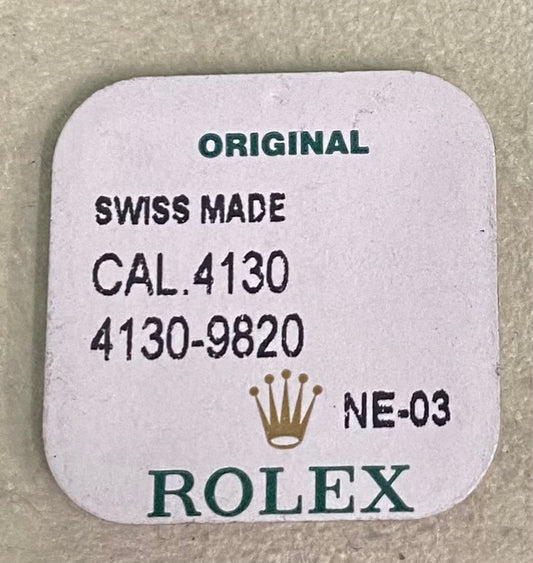 ORIGINAL
SWISS MADE
CAL.4130
4130-9820
NE-03
ROLEX